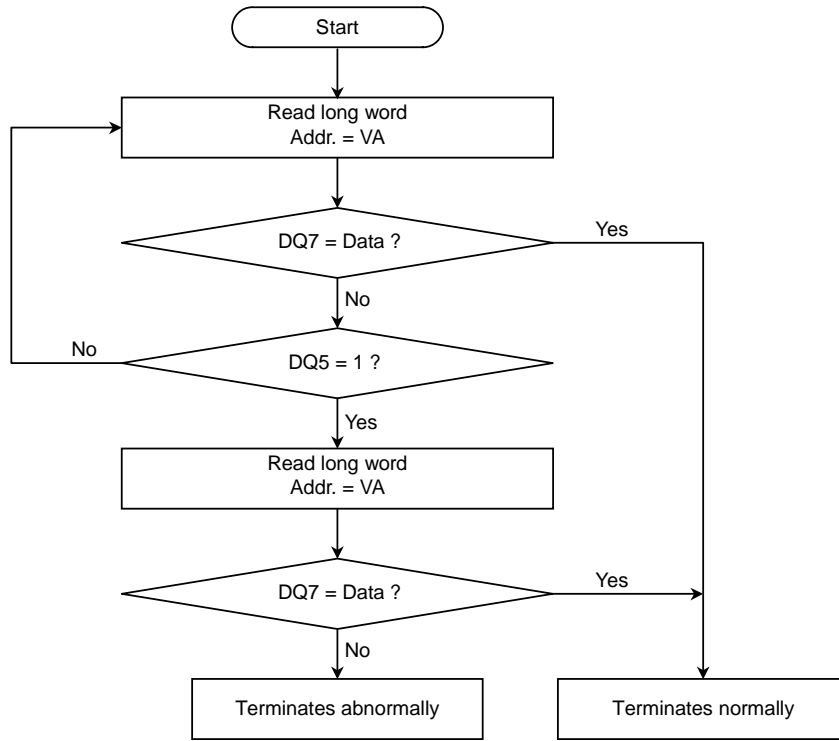 Start
Read long word
Addr. = VA
DQ7 = Data ?
Yes
No
DQ5 = 1 ?
No
Yes
Read long word
Addr. = VA
DQ7 = Data ?
Yes
No
Terminates abnormally
Terminates normally